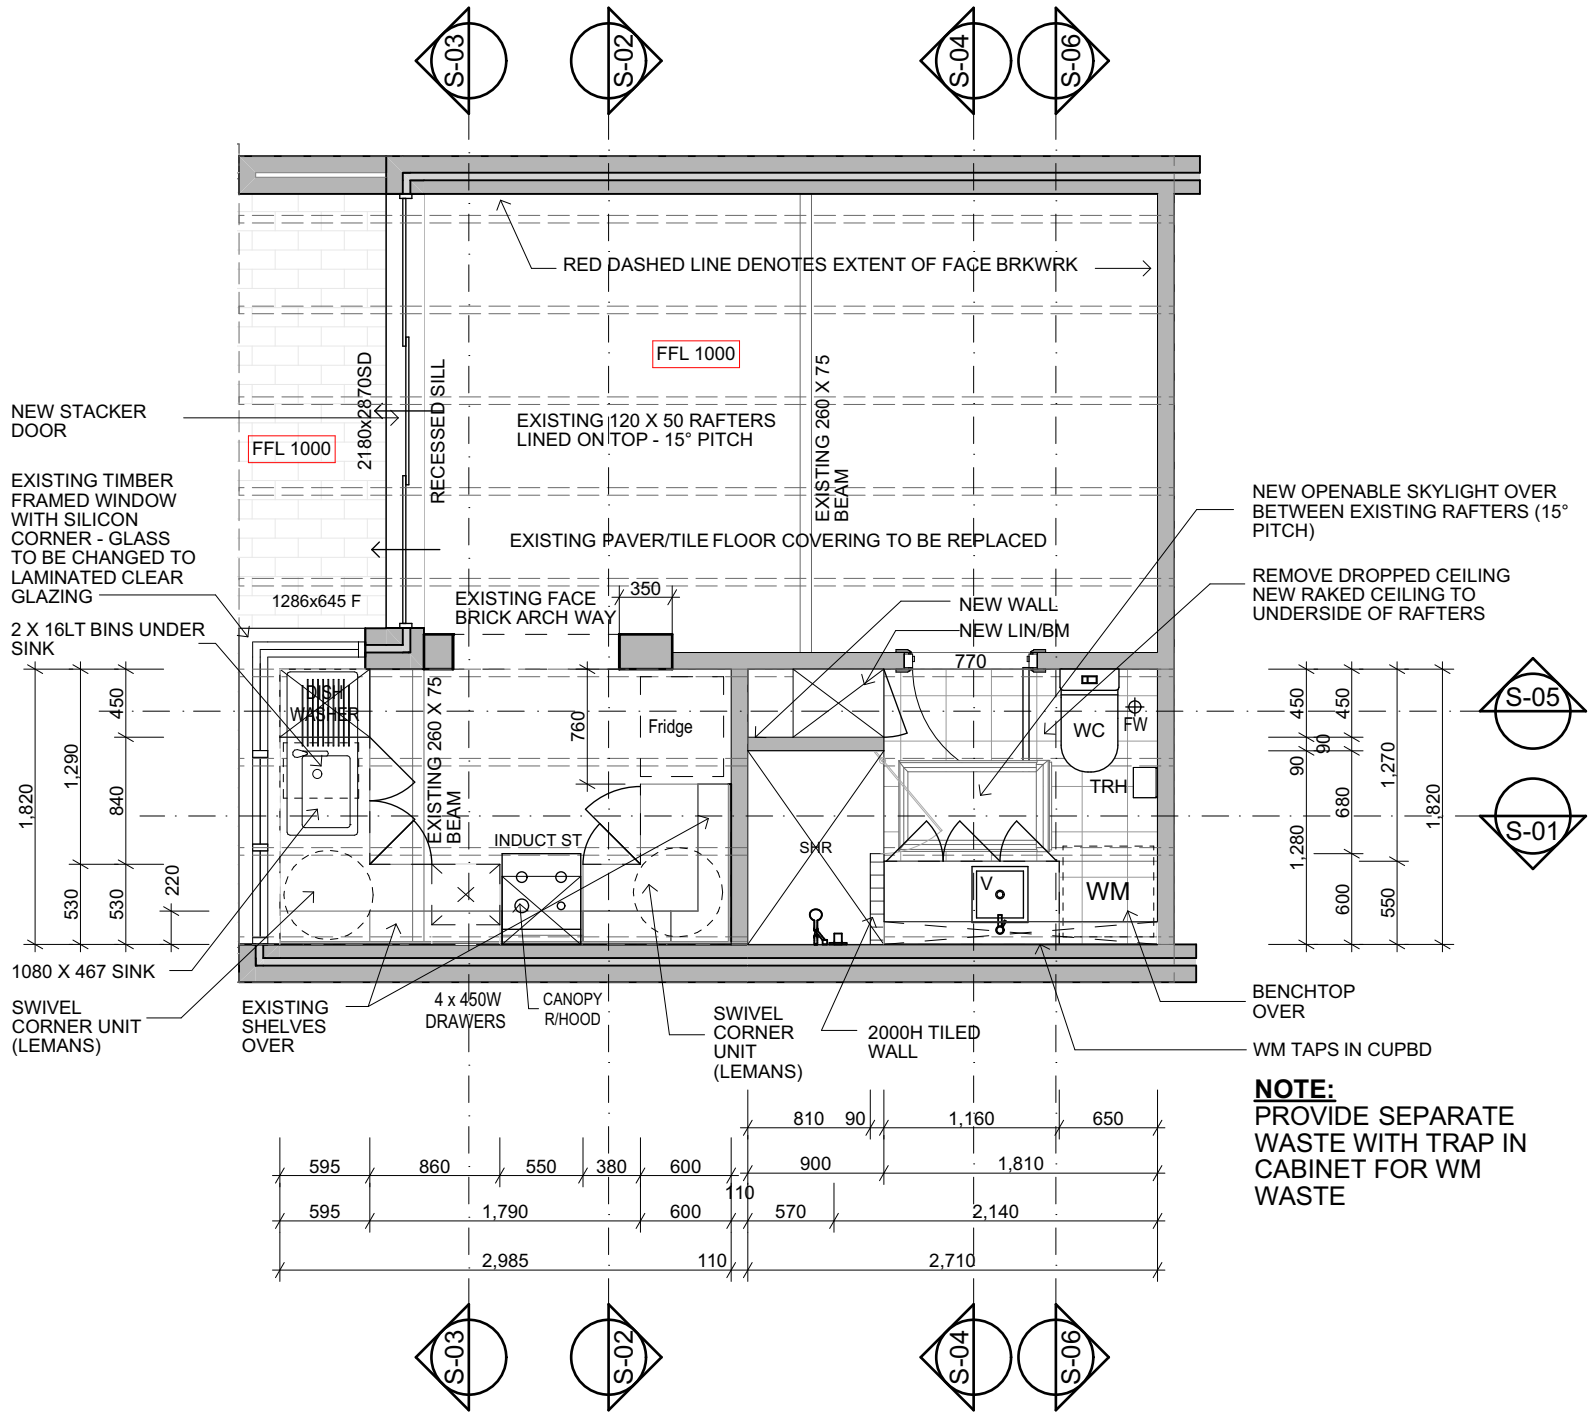 S-03
S-02
S-04
S-06
RED DASHED LINE DENOTES EXTENT OF FACE BRKWRK
FFL 1000
2180x2870SD
RECESSED SILL
EXISTING 260 X 75
BEAM
NEW STACKER
DOOR
FFL 1000
EXISTING 120 X 50 RAFTERS
LINED ON TOP - 15° PITCH
EXISTING TIMBER
FRAMED WINDOW
WITH SILICON
CORNER - GLASS
TO BE CHANGED TO
LAMINATED CLEAR
GLAZING
NEW OPENABLE SKYLIGHT OVER
BETWEEN EXISTING RAFTERS (15°
PITCH)
EXISTING PAVER/TILE FLOOR COVERING TO BE REPLACED
1286x645 F
EXISTING FACE
BRICK ARCH WAY
350
NEW WALL
NEW LIN/BM
REMOVE DROPPED CEILING
NEW RAKED CEILING TO
UNDERSIDE OF RAFTERS
2 X 16LT BINS UNDER
SINK
770
DISH
WASHER
EXISTING 260 X 75
BEAM
760
Fridge
WC
FW
TRH
S-05
S-01
1,820
1,290
530
450
840
530
220
INDUCT ST
SHR
V
WM
450
90
1,280
450
90
680
600
1,270
550
1,820
1080 X 467 SINK
SWIVEL
CORNER UNIT
(LEMANS)
EXISTING
SHELVES
OVER
4 x 450W
DRAWERS
CANOPY
R/HOOD
SWIVEL
CORNER
UNIT
(LEMANS)
2000H TILED
WALL
BENCHTOP
OVER
WM TAPS IN CUPBD
NOTE:
PROVIDE SEPARATE
WASTE WITH TRAP IN
CABINET FOR WM
WASTE
810 90 1,160 650
595 860 550 380 600 900 1,810
110
595 1,790 600 570 2,140
2,985 110 2,710
S-03
S-02
S-04
S-06